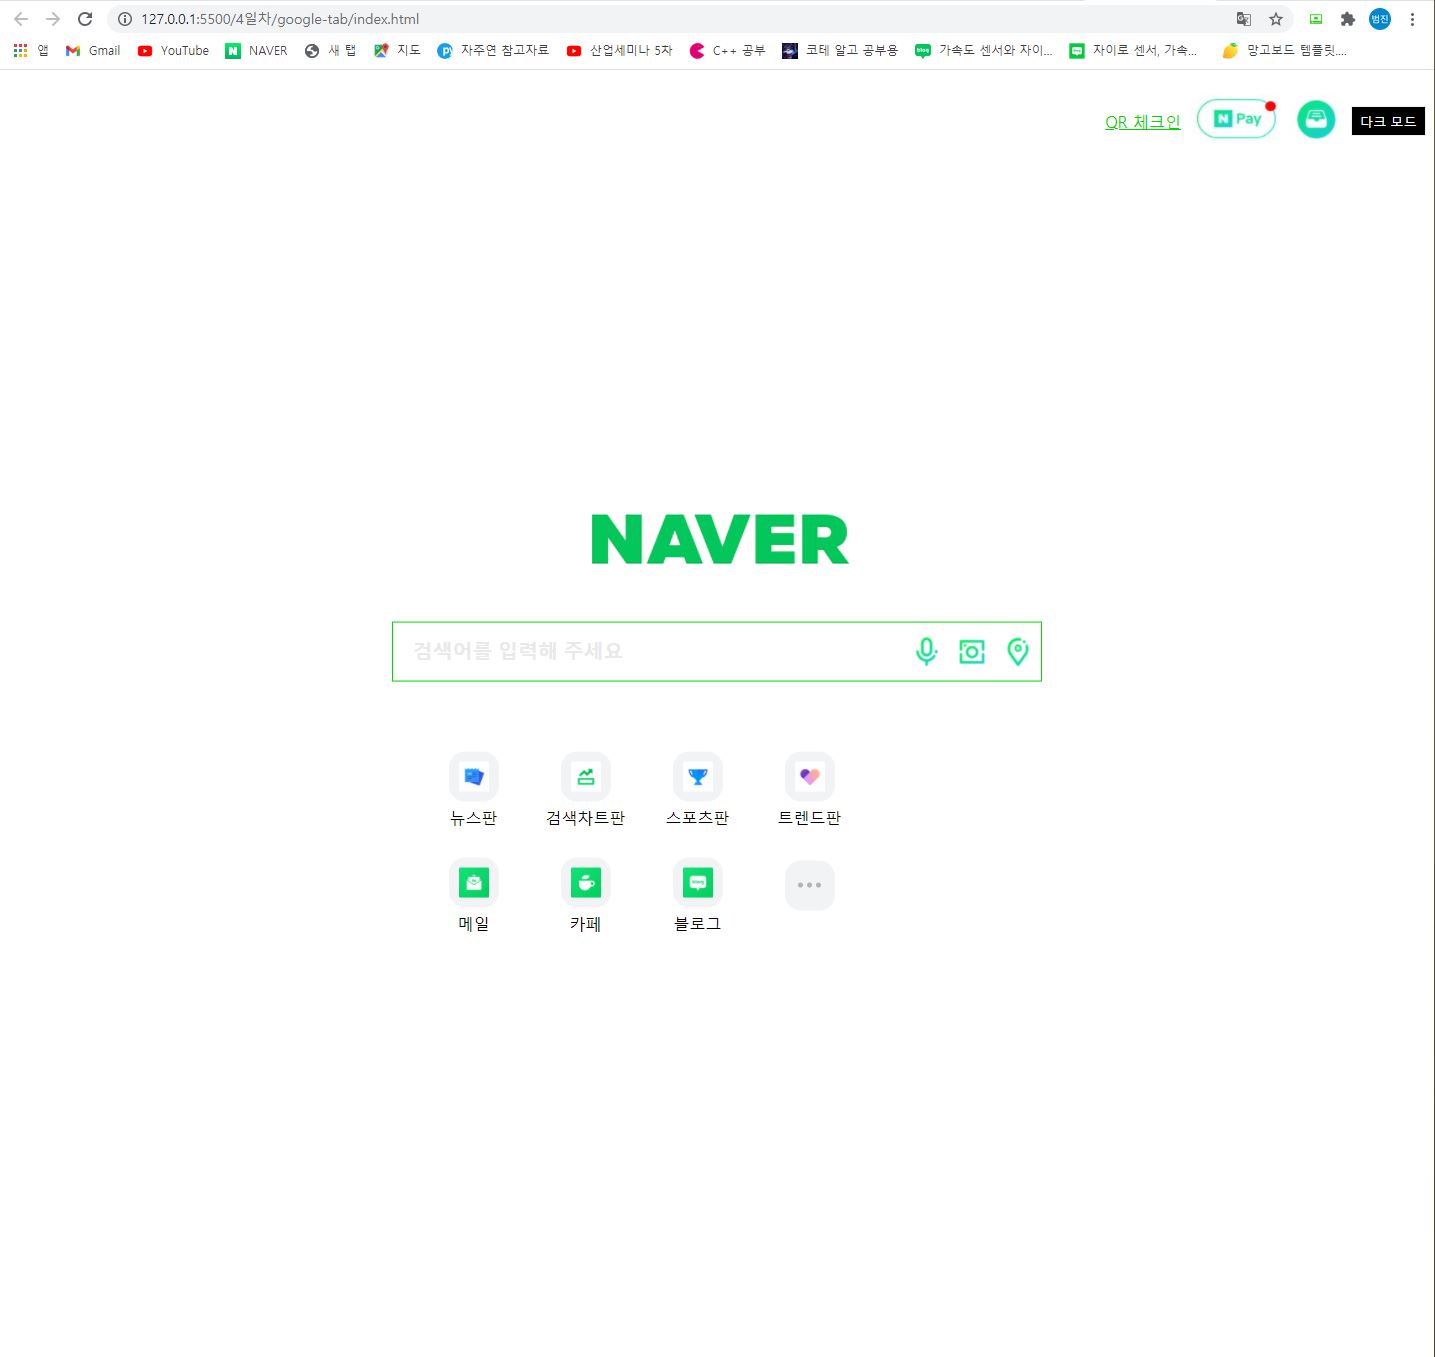 127.0.0.1:5500/4일차/google-tab/index.html 범진
앱 Gmail YouTube NAVER 새 탭 지도 자주연 참고자료 산업세미나 5차 C++ 공부 코테 알고 공부용 가속도 센서와 자이... 자이로 센서, 가속... 망고보드 템플릿....
QR 체크인 N Pay 다크 모드
NAVER
검색어를 입력해 주세요
뉴스판 검색차트판 스포츠판 트렌드판
blog
메일 카페 블로그